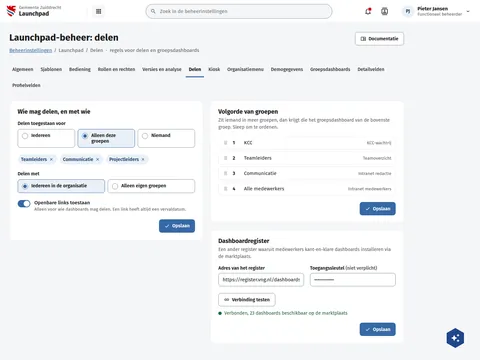 Gemeente Zuiddrecht
Launchpad
Zoek in de beheerinstellingen
PJ
Pieter Jansen
Functioneel beheerder
Launchpad-beheer: delen
Beheerinstellingen / Launchpad / Delen · regels voor delen en groepsdashboards
Documentatie
Algemeen Sjablonen Bediening Rollen en rechten Versies en analyse Delen Kiosk Organisatiemenu Demogegevens Groepsdashboards Detailvelden
Profielvelden
Wie mag delen, en met wie
Delen toegestaan voor
Iedereen
Alleen deze groepen
Niemand
Teamleiders × Communicatie × Projectleiders ×
Delen met
Iedereen in de organisatie
Alleen eigen groepen
Openbare links toestaan
Alleen voor wie dashboards mag delen. Een link heeft altijd een vervaldatum.
Opslaan
Volgorde van groepen
Zit iemand in meer groepen, dan krijgt die het groepsdashboard van de bovenste groep. Sleep om te ordenen.
1 KCC KCC-wachtrij
2 Teamleiders Teamoverzicht
3 Communicatie Intranet redactie
4 Alle medewerkers Intranet medewerkers
Opslaan
Dashboardregister
Een ander register waaruit medewerkers kant-en-klare dashboards installeren via de marktplaats.
Adres van het register
https://register.vng.nl/dashboards
Toegangssleutel (niet verplicht)
Verbinding testen
Verbonden, 23 dashboards beschikbaar op de marktplaats
Opslaan